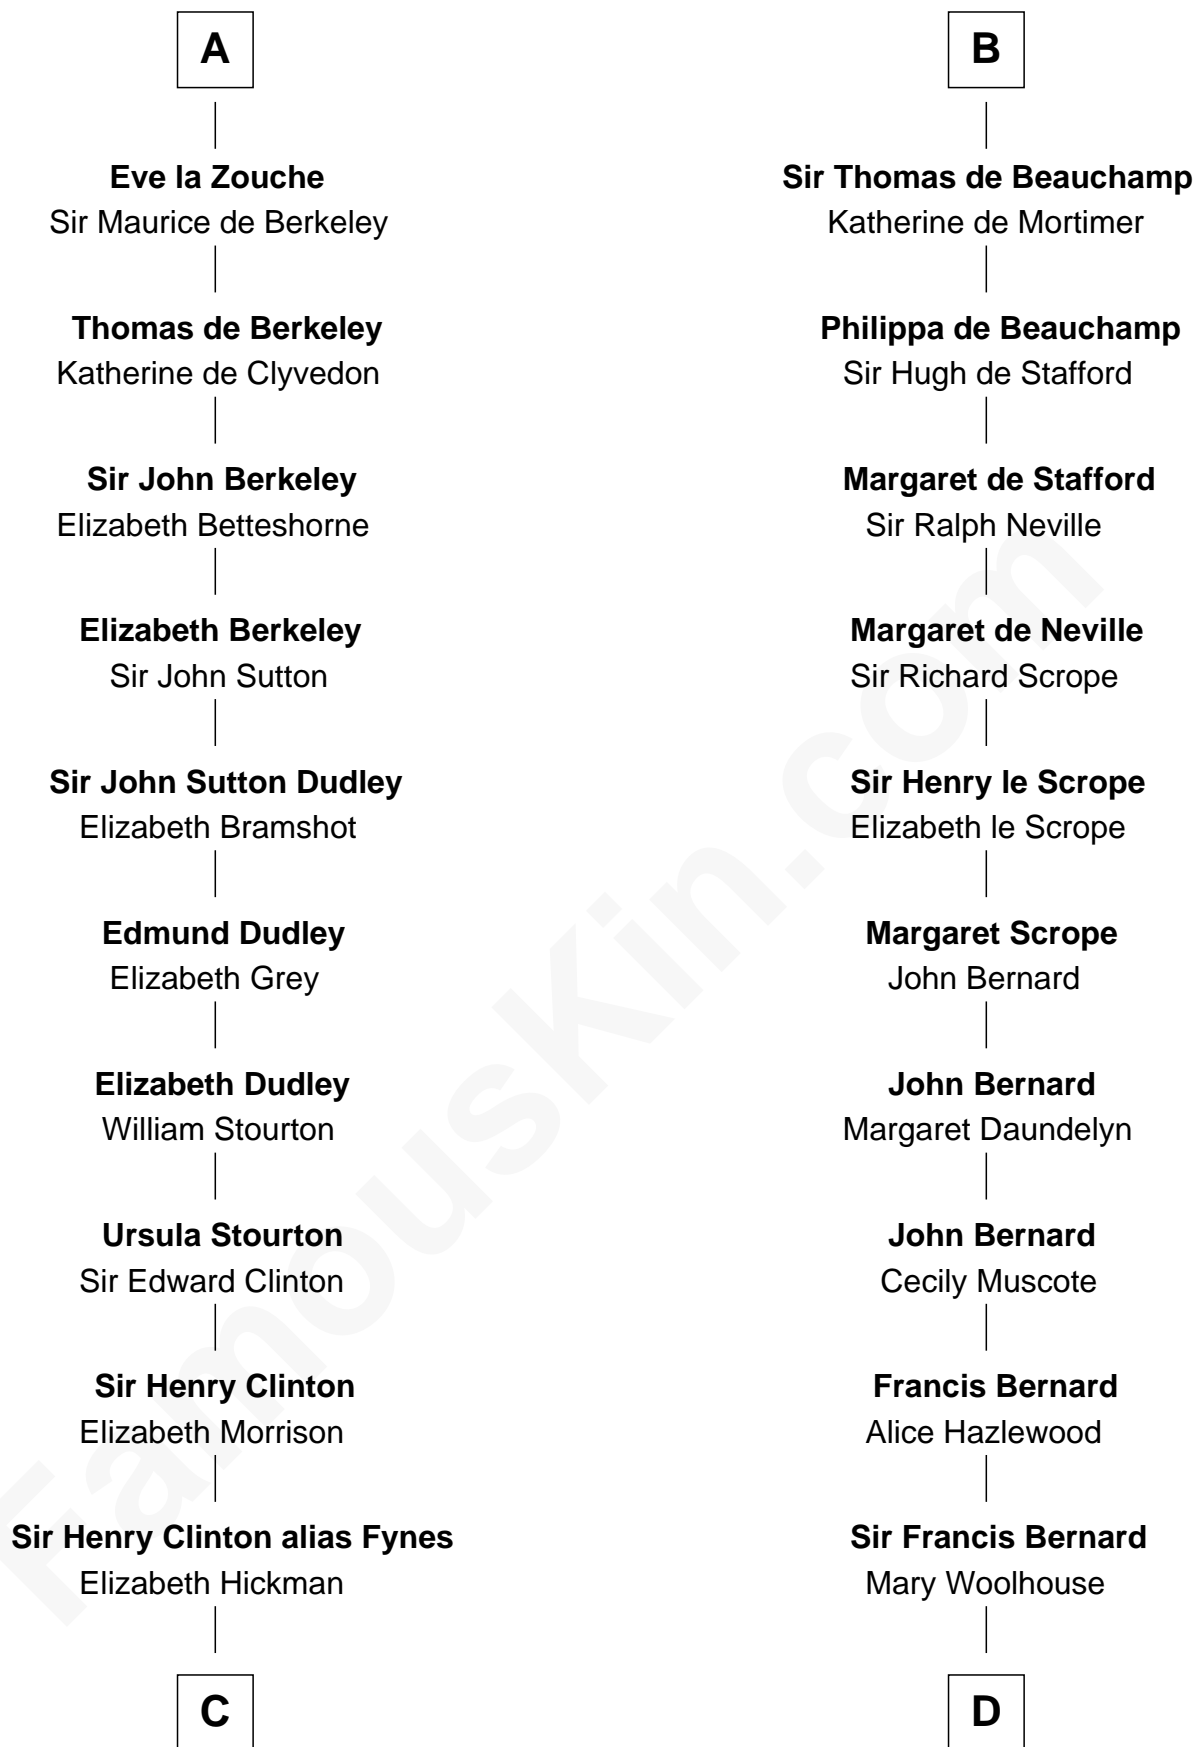 A
Eve la Zouche
Sir Maurice de Berkeley
Thomas de Berkeley
Katherine de Clyvedon
Sir John Berkeley
Elizabeth Betteshorne
Elizabeth Berkeley
Sir John Sutton
Sir John Sutton Dudley
Elizabeth Bramshot
Edmund Dudley
Elizabeth Grey
Elizabeth Dudley
William Stourton
Ursula Stourton
Sir Edward Clinton
Sir Henry Clinton
Elizabeth Morrison
Sir Henry Clinton alias Fynes
Elizabeth Hickman
C
B
Sir Thomas de Beauchamp
Katherine de Mortimer
Philippa de Beauchamp
Sir Hugh de Stafford
Margaret de Stafford
Sir Ralph Neville
Margaret de Neville
Sir Richard Scrope
Sir Henry le Scrope
Elizabeth le Scrope
Margaret Scrope
John Bernard
John Bernard
Margaret Daundelyn
John Bernard
Cecily Muscote
Francis Bernard
Alice Hazlewood
Sir Francis Bernard
Mary Woolhouse
D
FamousKin.com